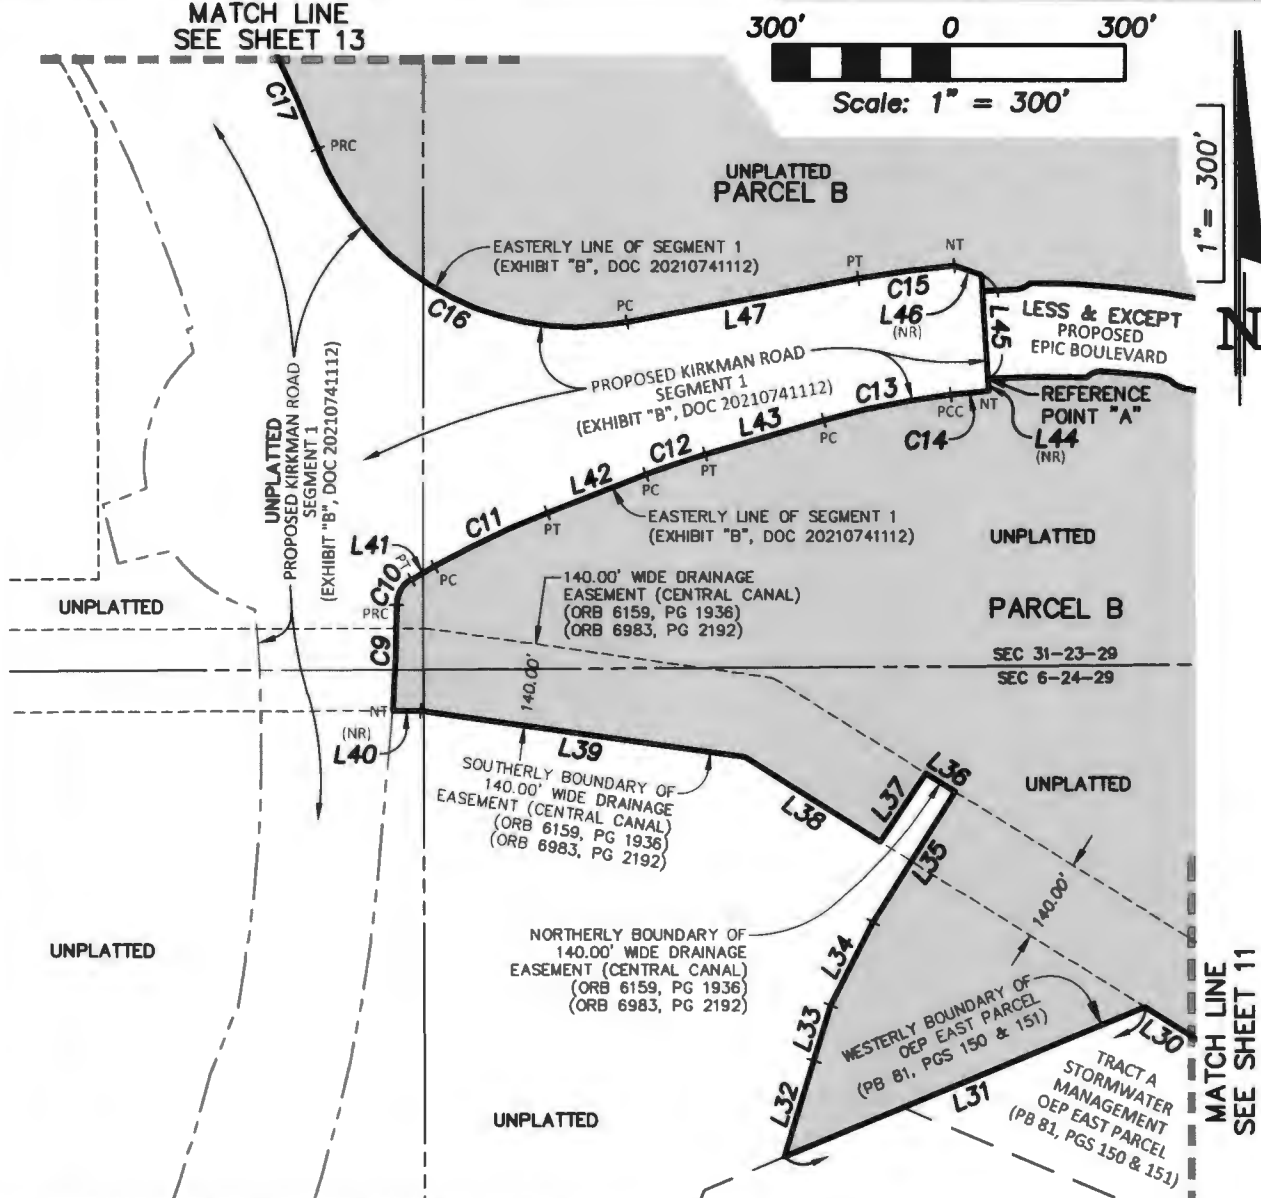 MATCH LINE
SEE SHEET 13
300'
0
300'
Scale: 1" = 300'
1"= 300'
N
C17
PRC
UNPLATTED
PARCEL B
EASTERLY LINE OF SEGMENT 1
(EXHIBIT "B", DOC 20210741112)
NT
PT
C15
C16
PC
L47
L46
(NR)
L45
LESS & EXCEPT
PROPOSED
EPIC BOULEVARD
PROPOSED KIRKMAN ROAD
SEGMENT 1
(EXHIBIT "B", DOC 20210741112)
UNPLATTED
PROPOSED KIRKMAN ROAD
SEGMENT 1
(EXHIBIT "B", DOC 20210741112)
C13
PCC
NT
REFERENCE
POINT "A"
C14
L44
(NR)
L43
PC
C12
PT
L42
PC
EASTERLY LINE OF SEGMENT 1
(EXHIBIT "B", DOC 20210741112)
C11
PT
UNPLATTED
L41
PT
PC
C10
PRC
140.00' WIDE DRAINAGE
EASEMENT (CENTRAL CANAL)
(ORB 6159, PG 1936)
(ORB 6983, PG 2192)
UNPLATTED
PARCEL B
C9
140.00'
SEC 31-23-29
SEC 6-24-29
NT
(NR)
L40
L39
SOUTHERLY BOUNDARY OF
140.00' WIDE DRAINAGE
EASEMENT (CENTRAL CANAL)
(ORB 6159, PG 1936)
(ORB 6983, PG 2192)
L38
L37
L36
UNPLATTED
L35
140.00'
UNPLATTED
NORTHERLY BOUNDARY OF
140.00' WIDE DRAINAGE
EASEMENT (CENTRAL CANAL)
(ORB 6159, PG 1936)
(ORB 6983, PG 2192)
L34
L33
L32
WESTERLY BOUNDARY OF
OEP EAST PARCEL
(PB 81, PGS 150 & 151)
L31
L30
TRACT A
STORMWATER
MANAGEMENT
OEP EAST PARCEL
(PB 81, PGS 150 & 151)
UNPLATTED
MATCH LINE
SEE SHEET 11